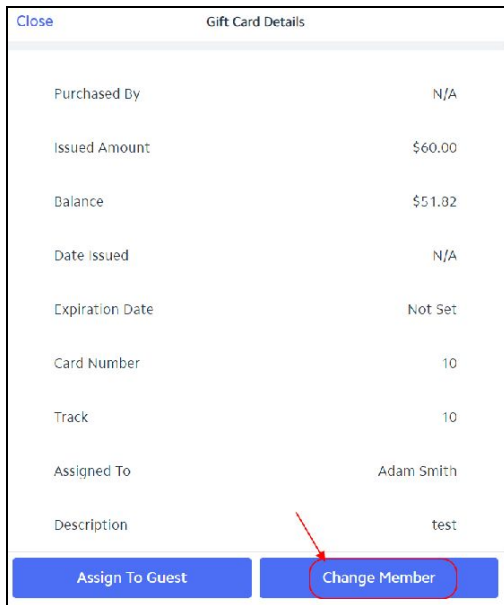 Close Gift Card Details
Purchased By N/A
Issued Amount $60.00
Balance $51.82
Date Issued N/A
Expiration Date Not Set
Card Number 10
Track 10
Assigned To Adam Smith
Description test
Assign To Guest Change Member